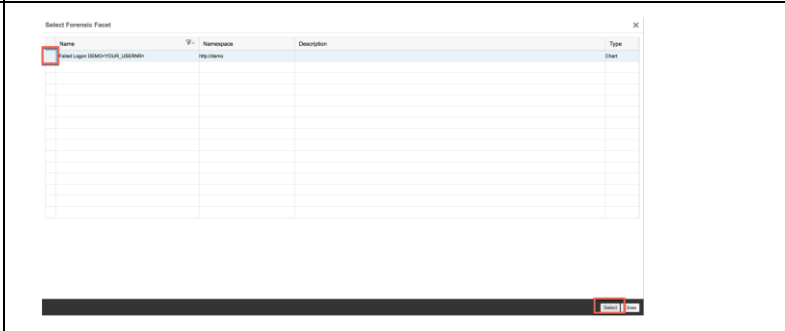 Select Forensic Facet
Name Namespace Description Type
Failed Logon DEMO<YOUR_USERNR> http://demo Chart
Select Close